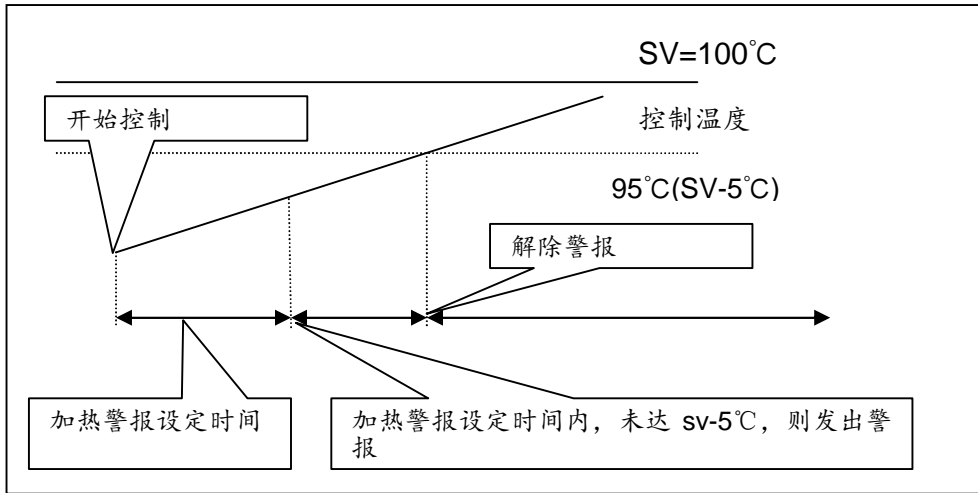 SV=100℃
开始控制
控制温度
95℃(SV-5℃)
解除警报
加热警报设定时间
加热警报设定时间内，未达 sv-5℃，则发出警
报